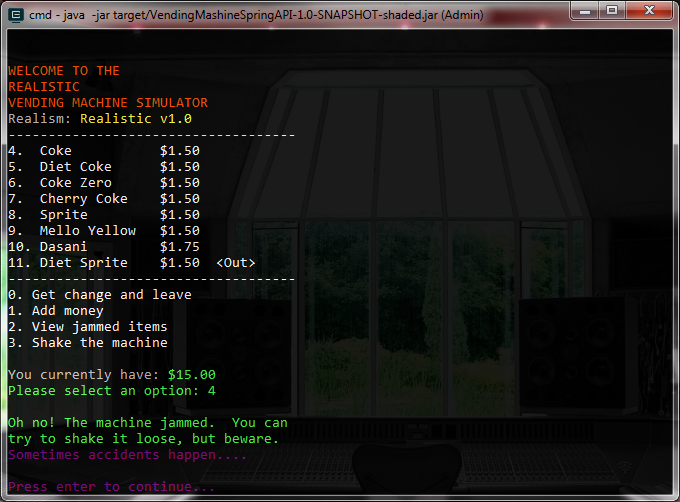 cmd - java  -jar target/VendingMashineSpringAPI-1.0-SNAPSHOT-shaded.jar (Admin)
WELCOME TO THE
REALISTIC
VENDING MACHINE SIMULATOR
Realism: Realistic v1.0
------------------------------------
4.  Coke           $1.50
5.  Diet Coke      $1.50
6.  Coke Zero      $1.50
7.  Cherry Coke    $1.50
8.  Sprite         $1.50
9.  Mello Yellow   $1.50
10. Dasani         $1.75
11. Diet Sprite    $1.50  <Out>
------------------------------------
0. Get change and leave
1. Add money
2. View jammed items
3. Shake the machine
You currently have: $15.00
Please select an option: 4
Oh no! The machine jammed.  You can
try to shake it loose, but beware.
Sometimes accidents happen....
Press enter to continue...